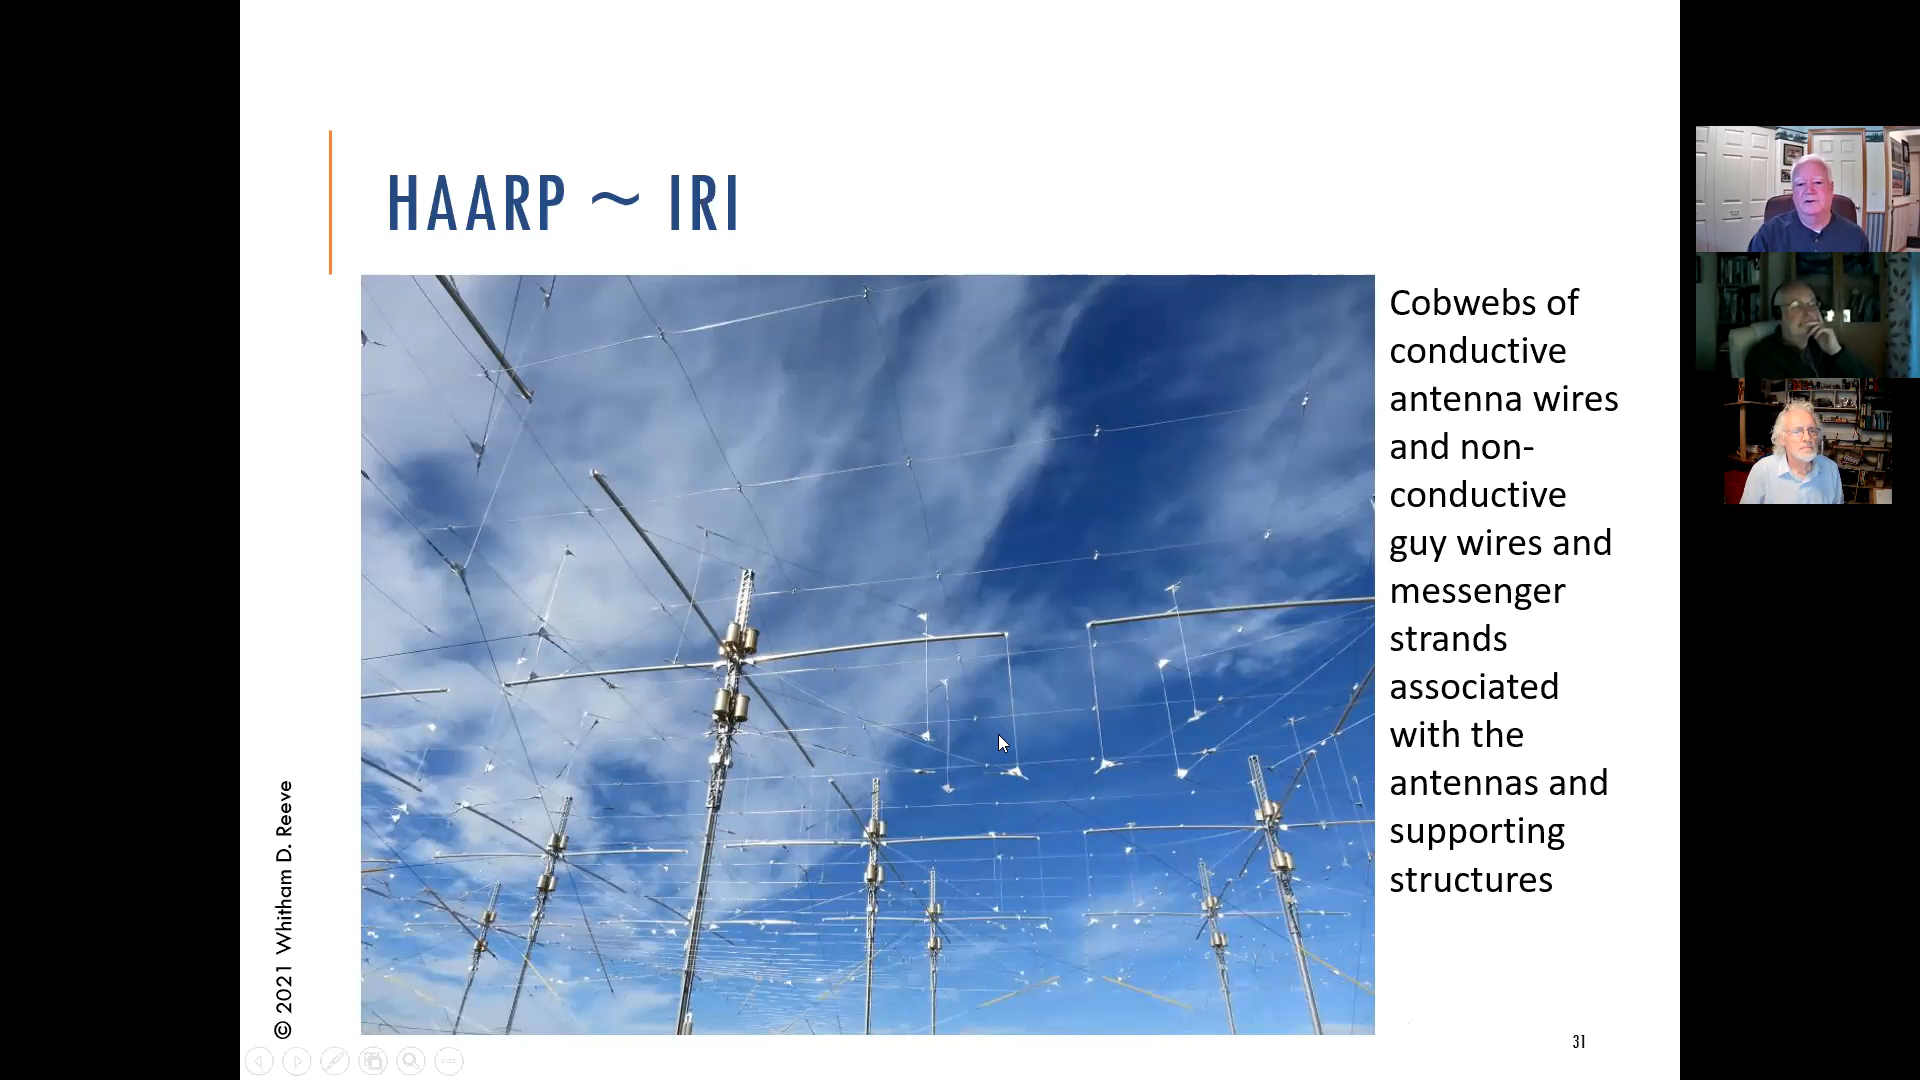 HAARP ~ IRI
Cobwebs of
conductive
antenna wires
and non-
conductive
guy wires and
messenger
strands
associated
with the
antennas and
supporting
structures
© 2021 Whitham D. Reeve
31